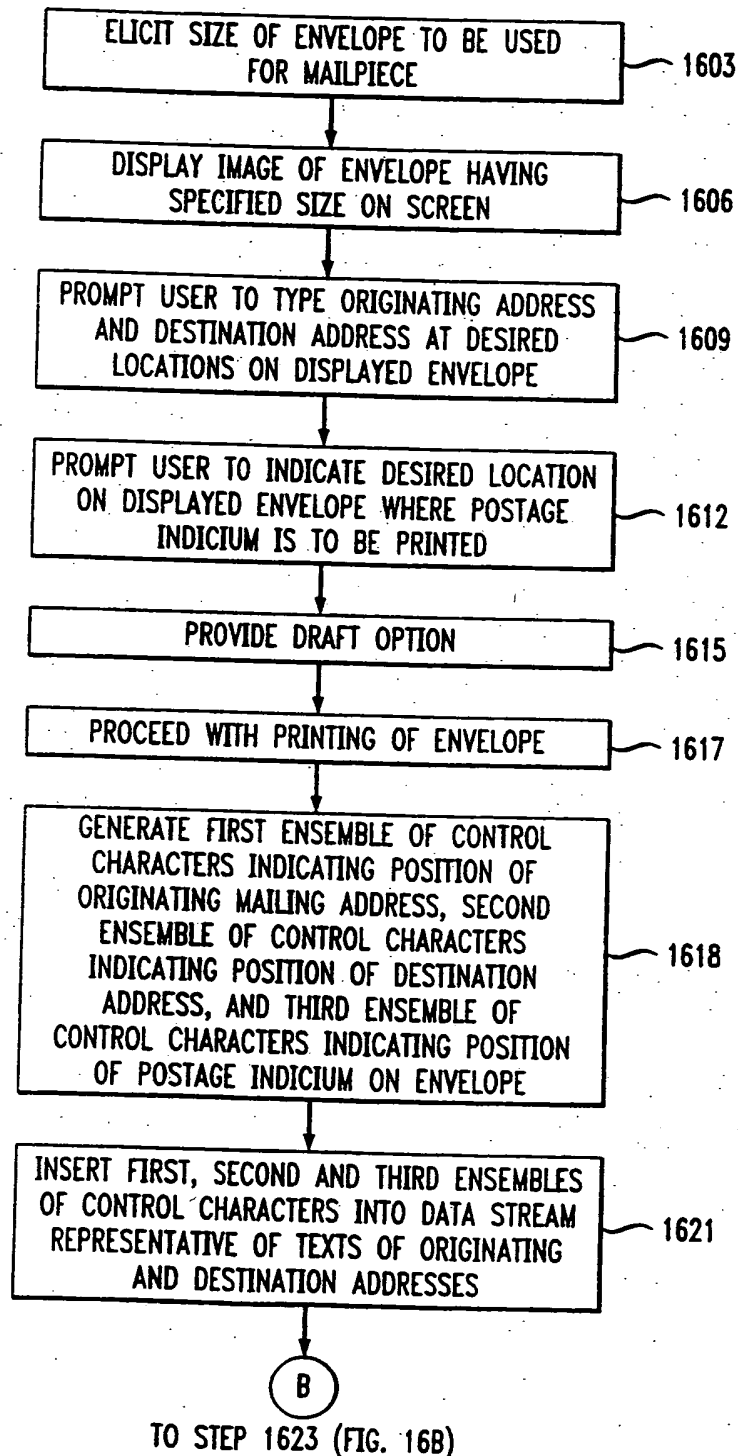 ELICIT SIZE OF ENVELOPE TO BE USED
FOR MAILPIECE
1603
DISPLAY IMAGE OF ENVELOPE HAVING
SPECIFIED SIZE ON SCREEN
1606
PROMPT USER TO TYPE ORIGINATING ADDRESS
AND DESTINATION ADDRESS AT DESIRED
LOCATIONS ON DISPLAYED ENVELOPE
1609
PROMPT USER TO INDICATE DESIRED LOCATION
ON DISPLAYED ENVELOPE WHERE POSTAGE
INDICIUM IS TO BE PRINTED
1612
PROVIDE DRAFT OPTION
1615
PROCEED WITH PRINTING OF ENVELOPE
1617
GENERATE FIRST ENSEMBLE OF CONTROL
CHARACTERS INDICATING POSITION OF
ORIGINATING MAILING ADDRESS, SECOND
ENSEMBLE OF CONTROL CHARACTERS
INDICATING POSITION OF DESTINATION
ADDRESS, AND THIRD ENSEMBLE OF
CONTROL CHARACTERS INDICATING POSITION
OF POSTAGE INDICIUM ON ENVELOPE
1618
INSERT FIRST, SECOND AND THIRD ENSEMBLES
OF CONTROL CHARACTERS INTO DATA STREAM
REPRESENTATIVE OF TEXTS OF ORIGINATING
AND DESTINATION ADDRESSES
1621
B
TO STEP 1623 (FIG. 16B)